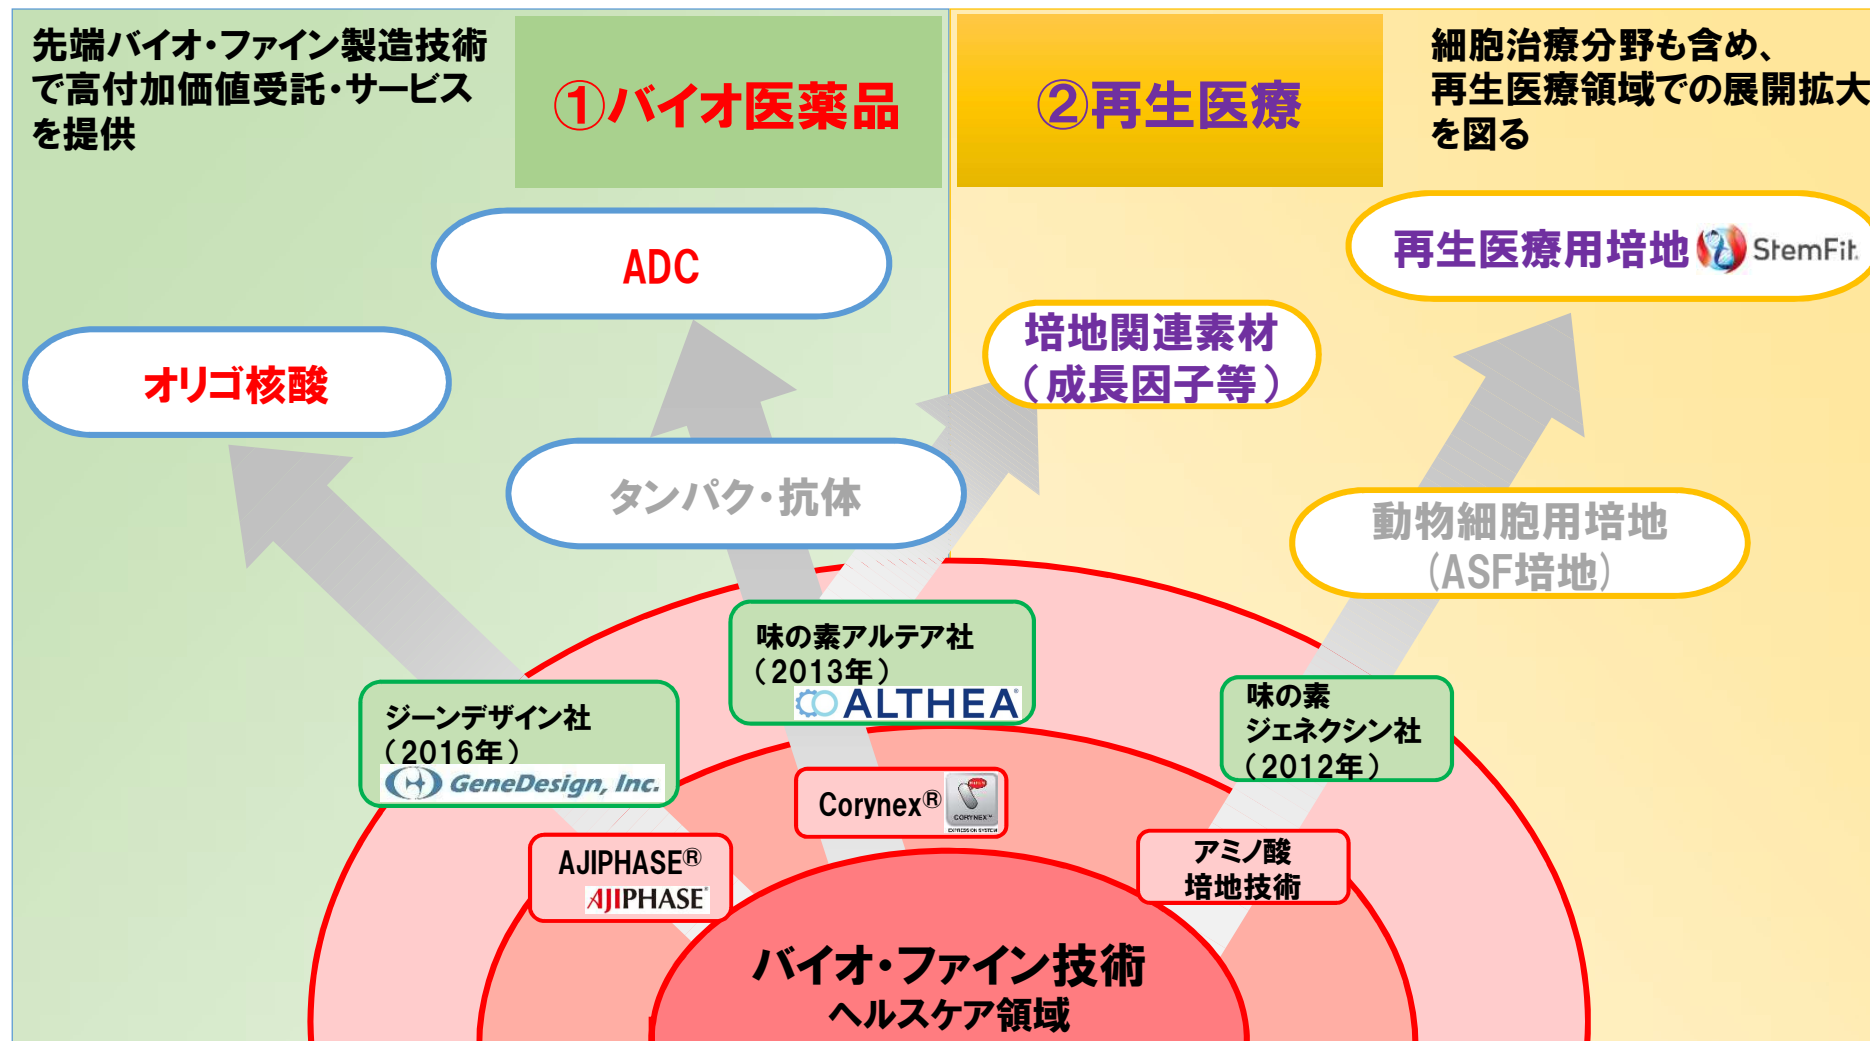 先端バイオ・ファイン製造技術
で高付加価値受託・サービス
を提供
①バイオ医薬品
②再生医療
細胞治療分野も含め、
再生医療領域での展開拡大
を図る
ADC
再生医療用培地 StemFit
オリゴ核酸
培地関連素材
（成長因子等）
タンパク・抗体
動物細胞用培地
(ASF培地)
ジーンデザイン社
（2016年）
GeneDesign, Inc.
味の素アルテア社
（2013年）
ALTHEA
味の素
ジェネクシン社
（2012年）
AJIPHASE®
AJIPHASE
Corynex®
CORYNEX™
EXPRESSION SYSTEM
アミノ酸
培地技術
バイオ・ファイン技術
ヘルスケア領域